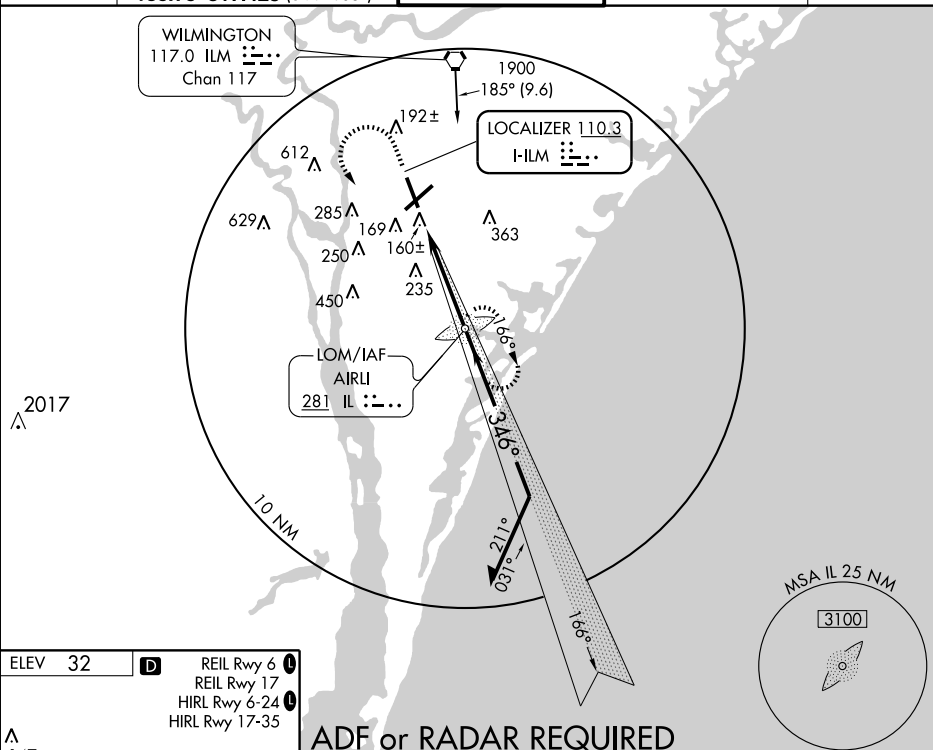 WILMINGTON
117.0 ILM
Chan 117
1900
185° (9.6)
LOCALIZER 110.3
I-ILM
192±
612
629
285
169
160±
363
250
235
450
LOM/IAF
AIRLI
281 IL
166°
2017
346°
10 NM
211°
031°
166°
MSA IL 25 NM
3100
ELEV 32
D
REIL Rwy 6 L
REIL Rwy 17
HIRL Rwy 6-24 L
HIRL Rwy 17-35
ADF or RADAR REQUIRED